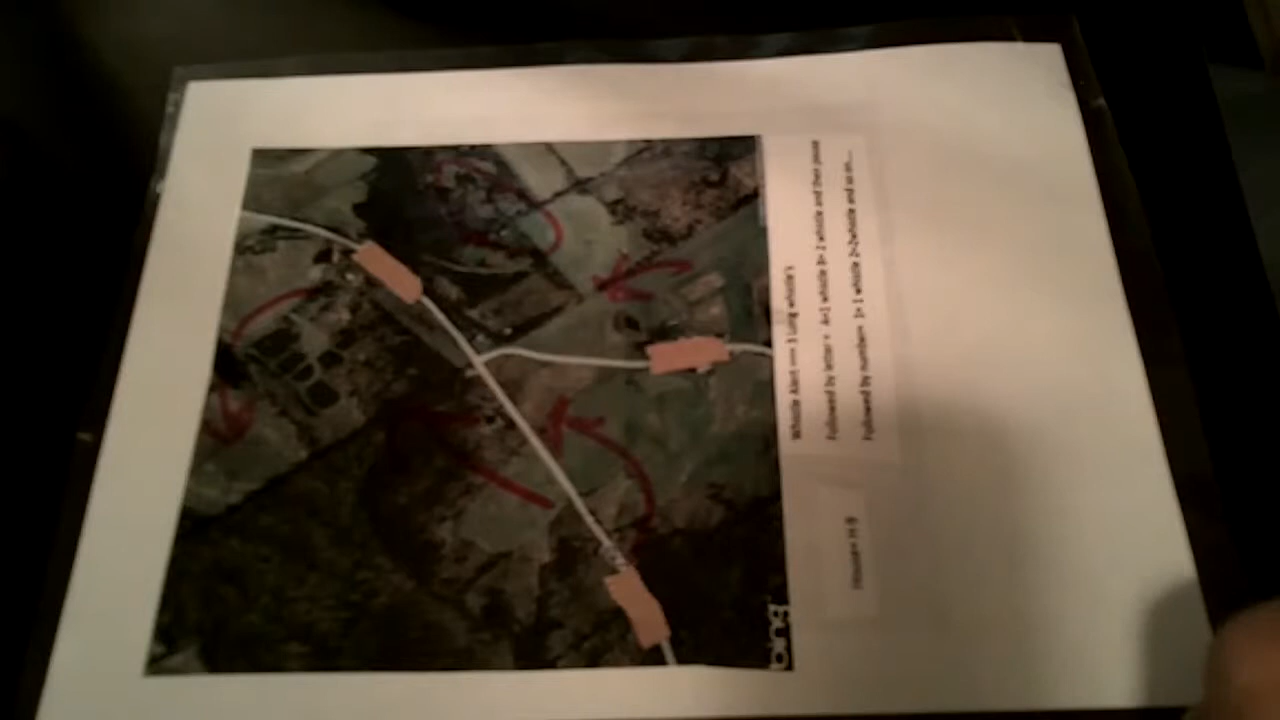 Whistle Alert === 3 Long whistle's
Followed by letter = A=1 whistle B= 2 whistle and then pause
Followed by number= 1= 1 whistle 2=2whistle and so on...
bing